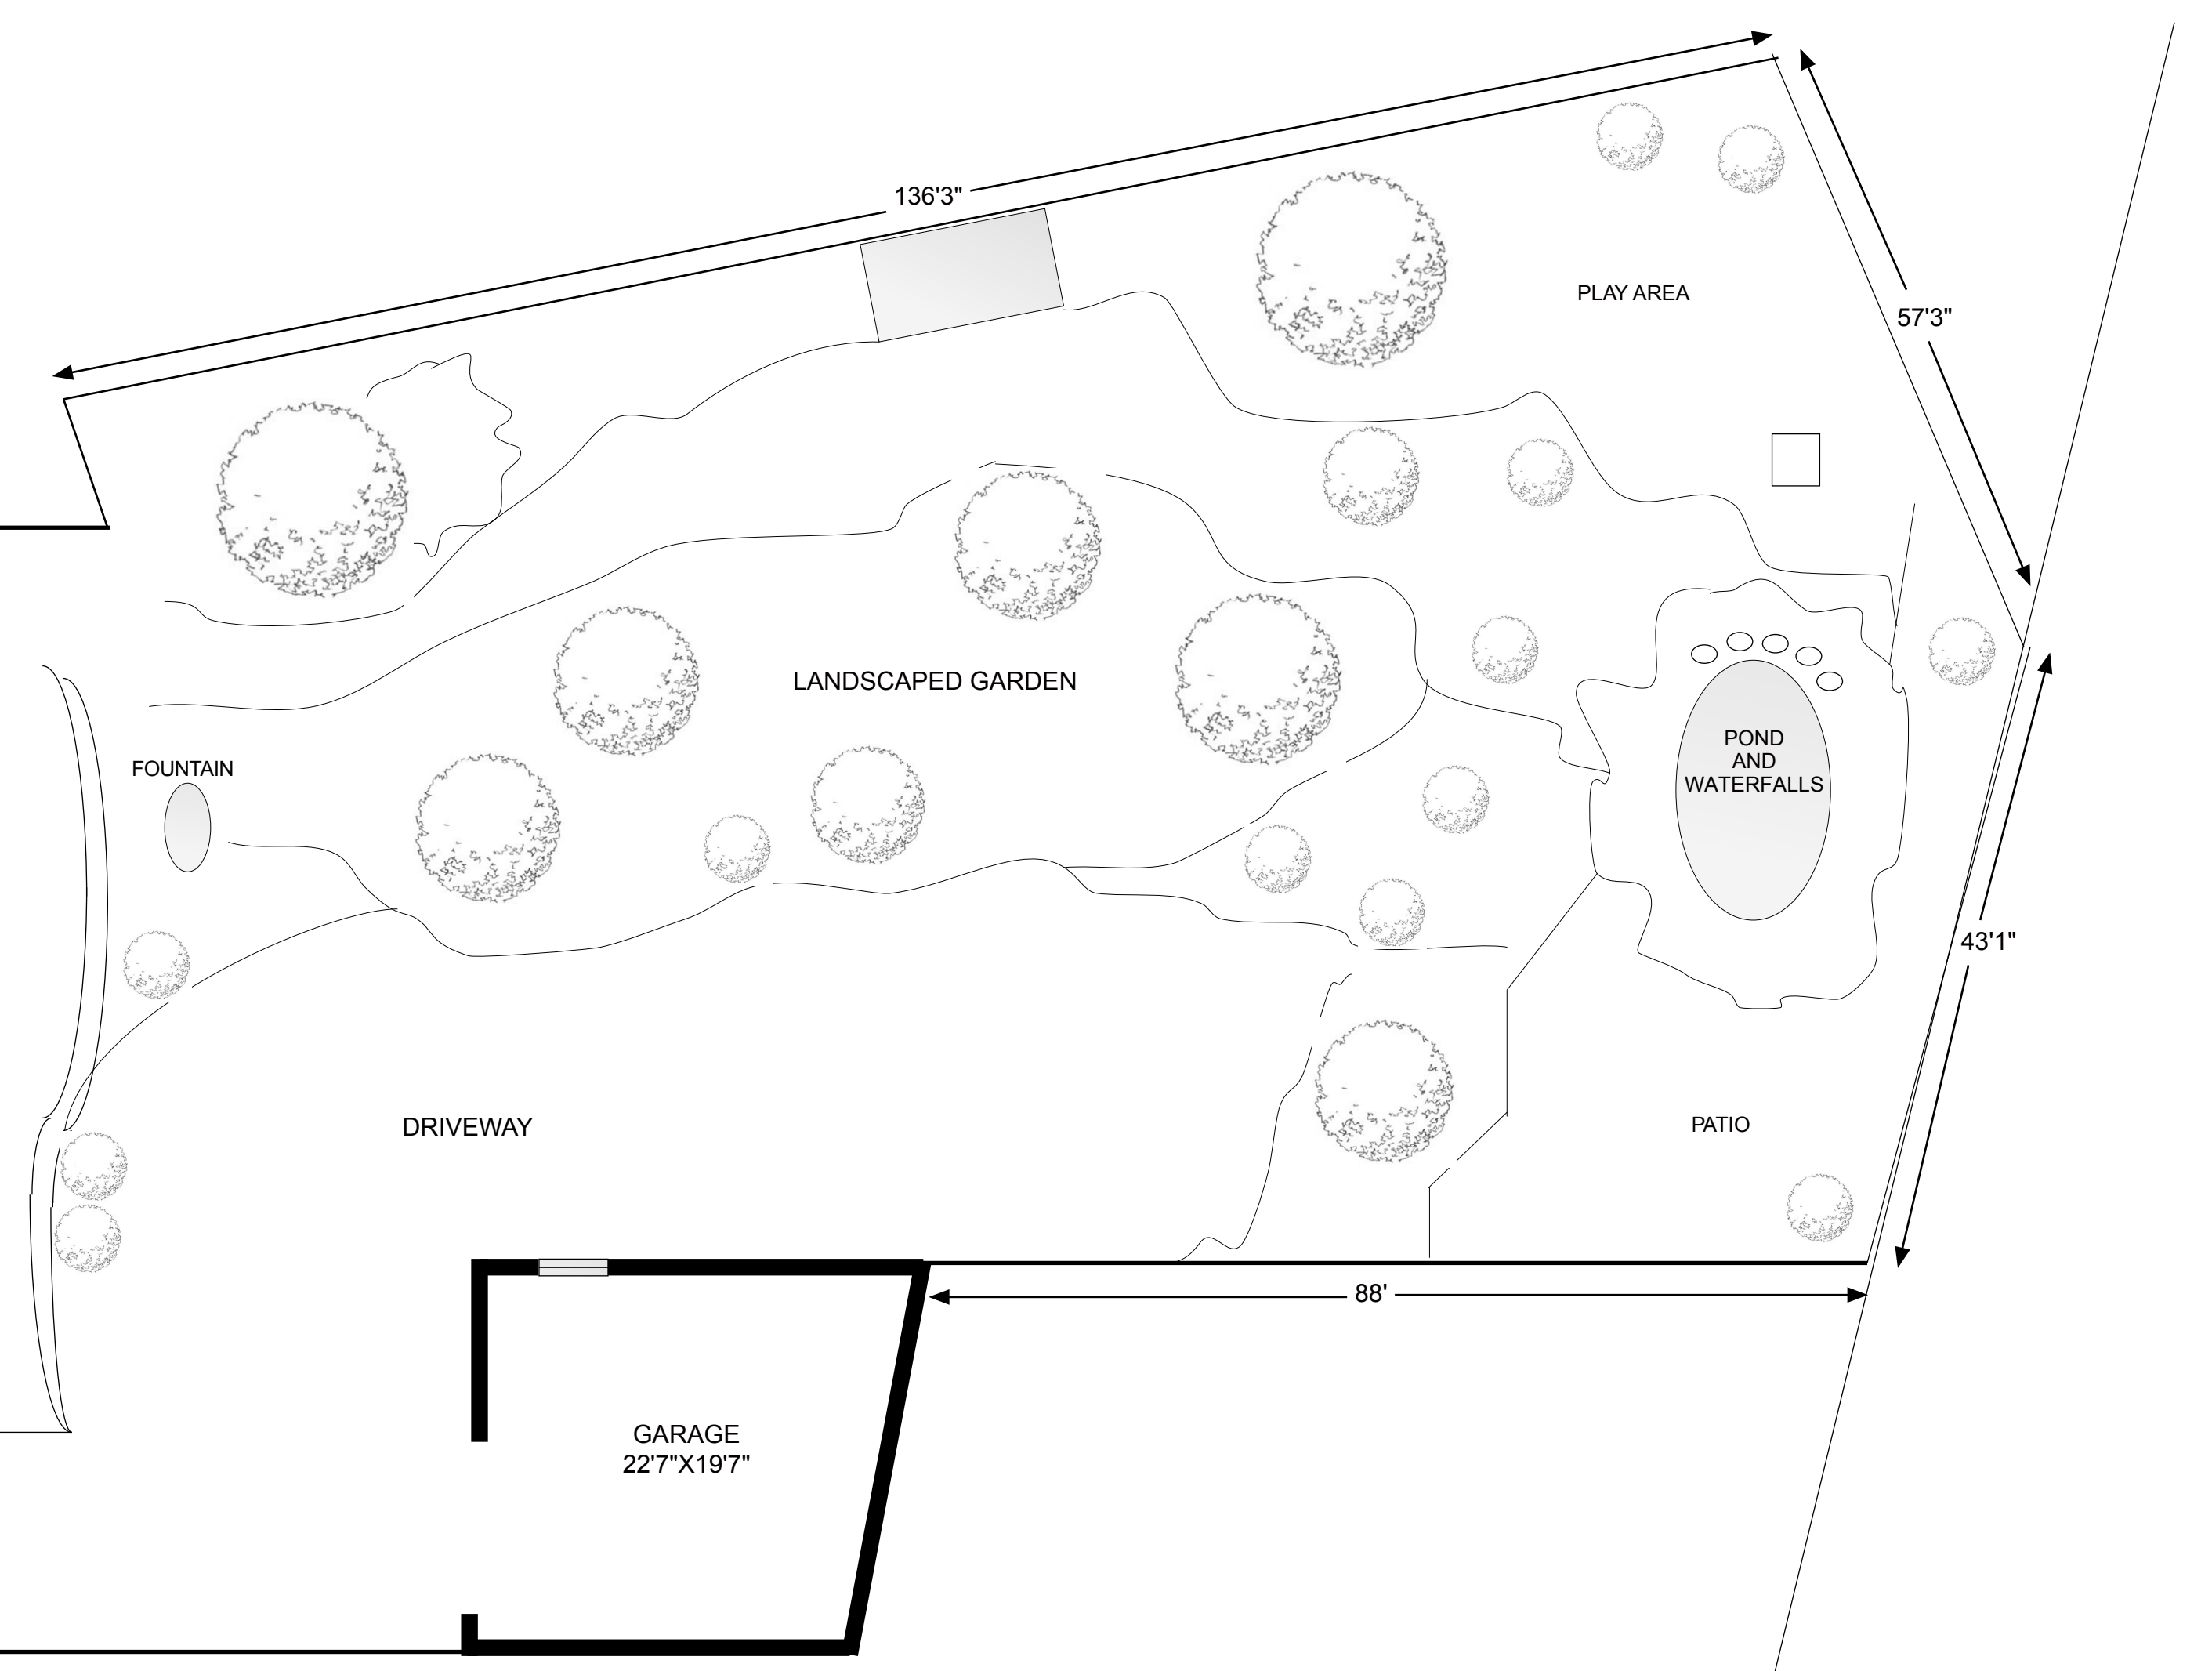 136'3"
PLAY AREA
57'3"
LANDSCAPED GARDEN
POND
AND
WATERFALLS
FOUNTAIN
43'1"
DRIVEWAY
PATIO
88'
GARAGE
22'7"X19'7"